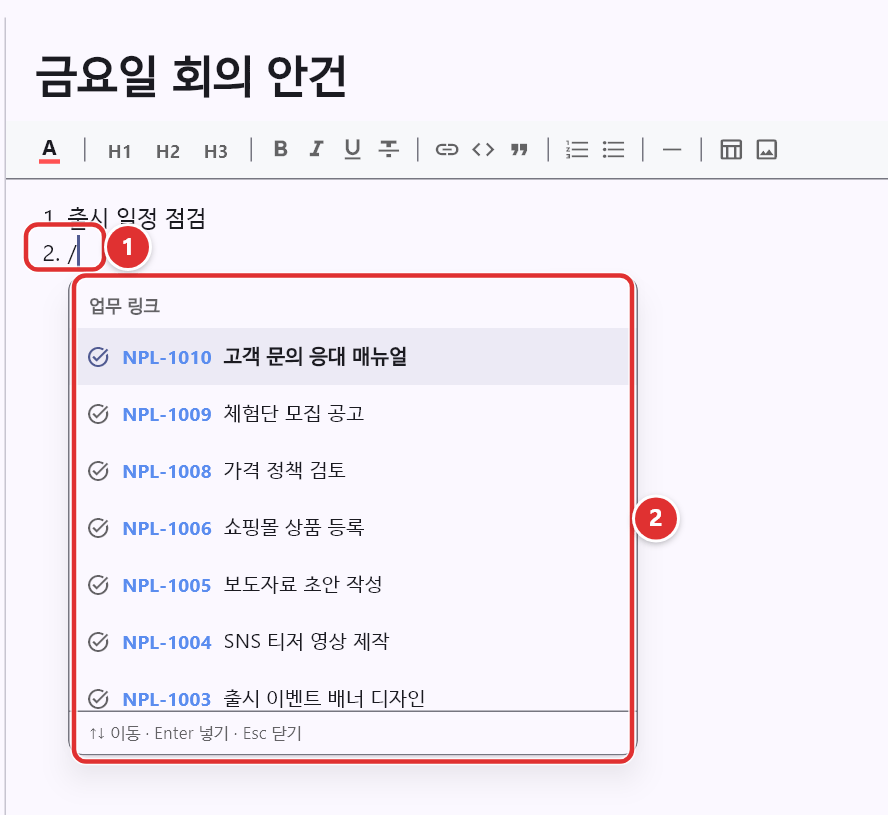 금요일 회의 안건
A H1 H2 H3 B I U T
1. 출시 일정 점검
2. /
1
업무 링크
NPL-1010 고객 문의 응대 매뉴얼
NPL-1009 체험단 모집 공고
NPL-1008 가격 정책 검토
NPL-1006 쇼핑몰 상품 등록
2
NPL-1005 보도자료 초안 작성
NPL-1004 SNS 티저 영상 제작
NPL-1003 출시 이벤트 배너 디자인
↑↓ 이동 · Enter 넣기 · Esc 닫기